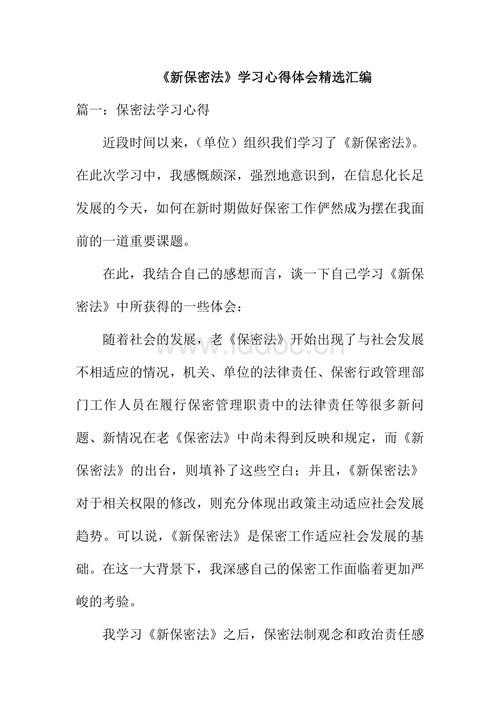 《新保密法》学习心得体会精选汇编
篇一：保密法学习心得
近段时间以来，（单位）组织我们学习了《新保密法》。
在此次学习中，我感慨颇深，强烈地意识到，在信息化长足
发展的今天，如何在新时期做好保密工作俨然成为摆在我面
前的一道重要课题。
在此，我结合自己的感想而言，谈一下自己学习《新保
密法》中所获得的一些体会：
随着社会的发展，老《保密法》开始出现了与社会发展
不相适应的情况，机关、单位的法律责任、保密行政管理部
门工作人员在履行保密管理职责中的法律责任等很多新问
题、新情况在老《保密法》中尚未得到反映和规定，而《新
保密法》的出台，则填补了这些空白；并且，《新保密法》
对于相关权限的修改，则充分体现出政策主动适应社会发展
趋势。可以说，《新保密法》是保密工作适应社会发展的基
础。在这一大背景下，我深感自己的保密工作面临着更加严
峻的考验。
我学习《新保密法》之后，保密法制观念和政治责任感